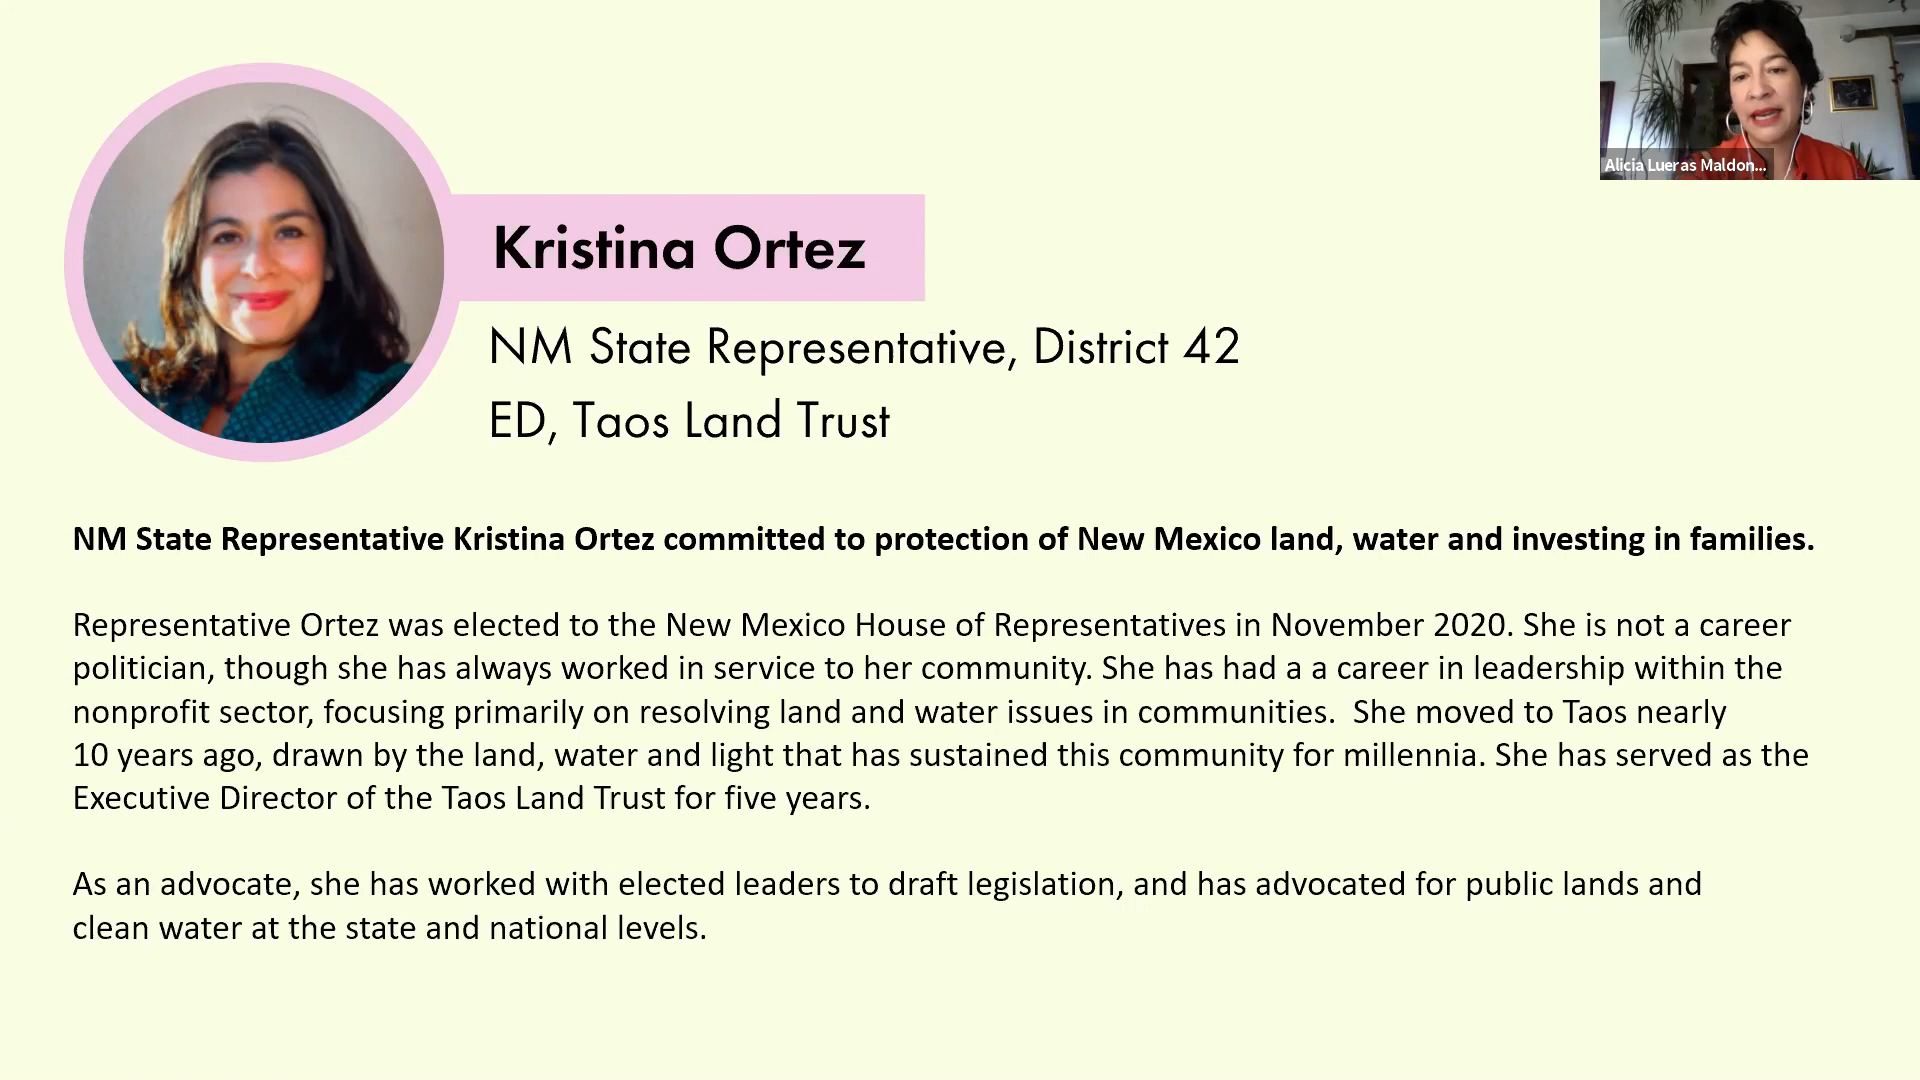 Alicia Lueras Maldon...
Kristina Ortez
NM State Representative, District 42
ED, Taos Land Trust
NM State Representative Kristina Ortez committed to protection of New Mexico land, water and investing in families.
Representative Ortez was elected to the New Mexico House of Representatives in November 2020. She is not a career
politician, though she has always worked in service to her community. She has had a a career in leadership within the
nonprofit sector, focusing primarily on resolving land and water issues in communities.  She moved to Taos nearly
10 years ago, drawn by the land, water and light that has sustained this community for millennia. She has served as the
Executive Director of the Taos Land Trust for five years.
As an advocate, she has worked with elected leaders to draft legislation, and has advocated for public lands and
clean water at the state and national levels.